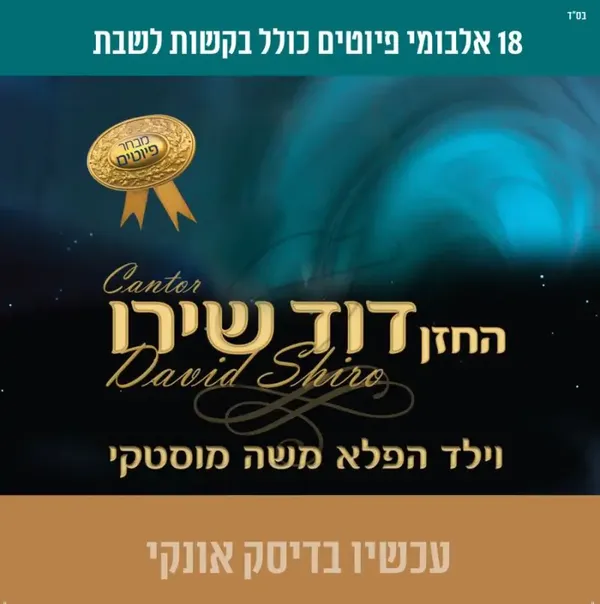 בס"ד
18 אלבומי פיוטים כולל בקשות לשבת
מבחר
פיוטים
Cantor
החזן דוד שירו
David Shiro
וילד הפלא משה מוסטקי
עכשיו בדיסק אונקי